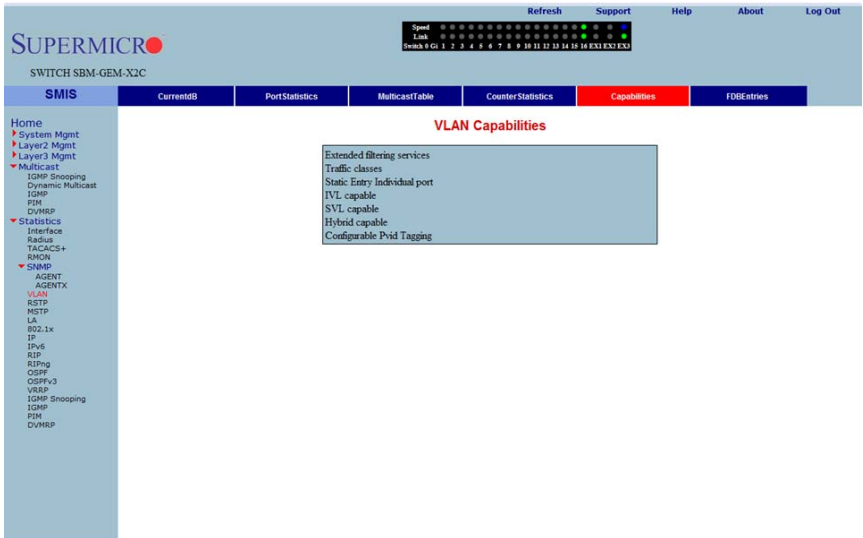 Refresh Support Help About Log Out
SUPERMICRO
SWITCH SBM-GEM-X2C
Speed
Link
Switch 0 Gi 1 2 3 4 5 6 7 8 9 10 11 12 13 14 15 16 EX1 EX2 EX3
SMIS CurrentdB PortStatistics MulticastTable CounterStatistics Capabilities FDBEntries
Home
System Mgmt
Layer2 Mgmt
Layer3 Mgmt
Multicast
IGMP Snooping
Dynamic Multicast
IGMP
PIM
DVMRP
Statistics
Interface
Radius
TACACS+
RMON
SNMP
AGENT
AGENTX
VLAN
RSTP
MSTP
LA
802.1x
IP
IPv6
RIP
RIPng
OSPF
OSPFv3
VRRP
IGMP Snooping
IGMP
PIM
DVMRP
VLAN Capabilities
Extended filtering services
Traffic classes
Static Entry Individual port
IVL capable
SVL capable
Hybrid capable
Configurable Pvid Tagging